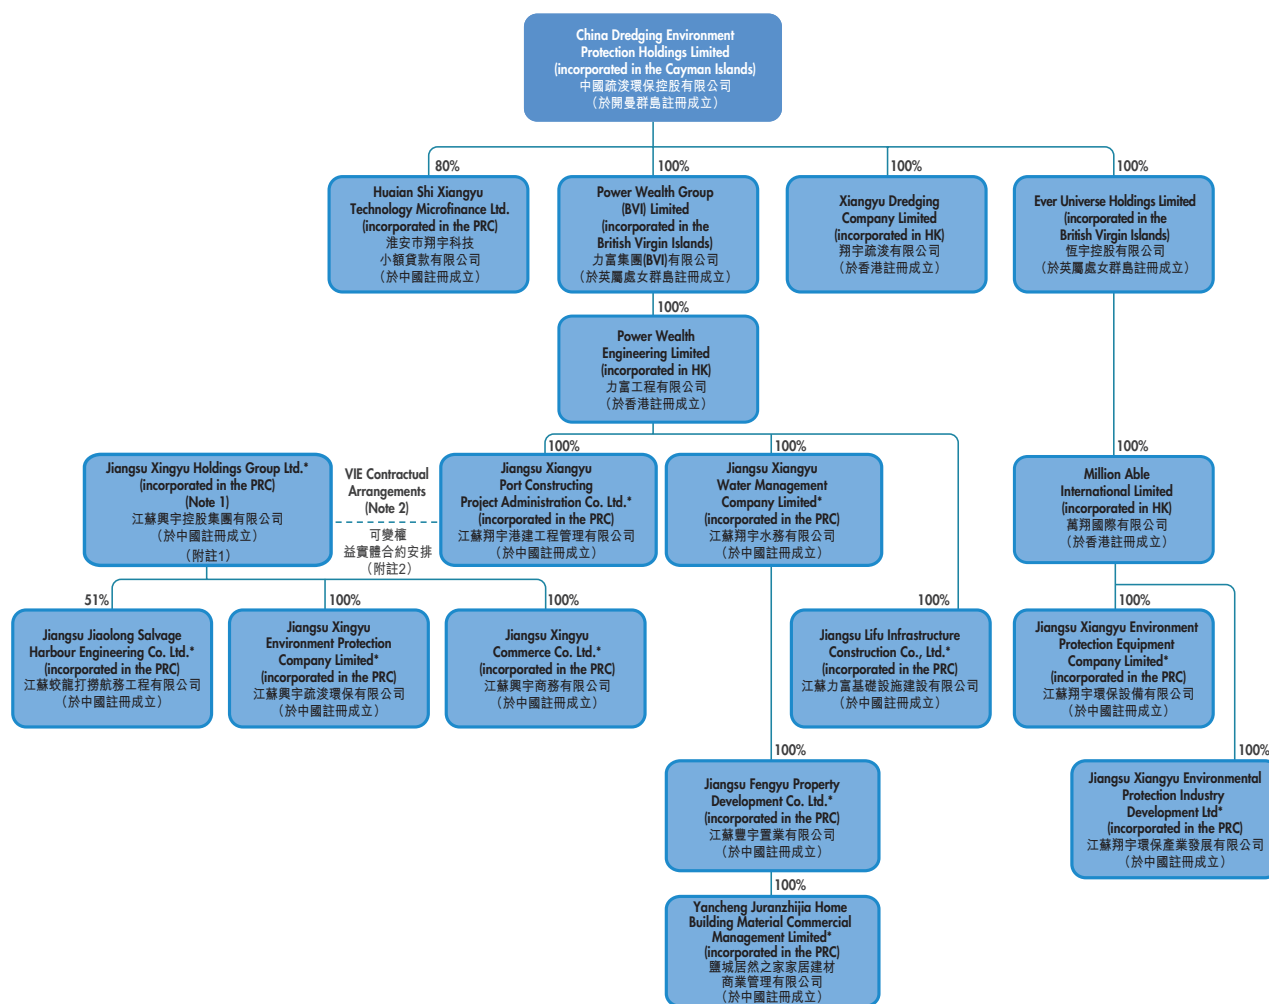 China Dredging Environment
Protection Holdings Limited
(incorporated in the Cayman Islands)
中國疏浚環保控股有限公司
（於開曼群島註冊成立）
80%
100%
100%
100%
Huaian Shi Xiangyu
Technology Microfinance Ltd.
(incorporated in the PRC)
淮安市翔宇科技
小額貸款有限公司
（於中國註冊成立）
Power Wealth Group
(BVI) Limited
(incorporated in the
British Virgin Islands)
力富集團(BVI)有限公司
（於英屬處女群島註冊成立）
Xiangyu Dredging
Company Limited
(incorporated in HK)
翔宇疏浚有限公司
（於香港註冊成立）
Ever Universe Holdings Limited
(incorporated in the
British Virgin Islands)
恆宇控股有限公司
（於英屬處女群島註冊成立）
100%
Power Wealth
Engineering Limited
(incorporated in HK)
力富工程有限公司
（於香港註冊成立）
100%
100%
100%
Jiangsu Xingyu Holdings Group Ltd.*
(incorporated in the PRC)
(Note 1)
江蘇興宇控股集團有限公司
（於中國註冊成立）
（附註1）
VIE Contractual
Arrangements
(Note 2)
可變權
益實體合約安排
（附註2）
Jiangsu Xiangyu
Port Constructing
Project Administration Co. Ltd.*
(incorporated in the PRC)
江蘇翔宇港建工程管理有限公司
（於中國註冊成立）
Jiangsu Xiangyu
Water Management
Company Limited*
(incorporated in the PRC)
江蘇翔宇水務有限公司
（於中國註冊成立）
Million Able
International Limited
(incorporated in HK)
萬翔國際有限公司
（於香港註冊成立）
51%
100%
100%
100%
100%
Jiangsu Jiaolong Salvage
Harbour Engineering Co. Ltd.*
(incorporated in the PRC)
江蘇蛟龍打撈航務工程有限公司
（於中國註冊成立）
Jiangsu Xingyu
Environment Protection
Company Limited*
(incorporated in the PRC)
江蘇興宇疏浚環保有限公司
（於中國註冊成立）
Jiangsu Xingyu
Commerce Co. Ltd.*
(incorporated in the PRC)
江蘇興宇商務有限公司
（於中國註冊成立）
Jiangsu Lifu Infrastructure
Construction Co., Ltd.*
(incorporated in the PRC)
江蘇力富基礎設施建設有限公司
（於中國註冊成立）
Jiangsu Xiangyu Environment
Protection Equipment
Company Limited*
(incorporated in the PRC)
江蘇翔宇環保設備有限公司
（於中國註冊成立）
100%
100%
Jiangsu Fengyu Property
Development Co. Ltd.*
(incorporated in the PRC)
江蘇豐宇置業有限公司
（於中國註冊成立）
Jiangsu Xiangyu Environmental
Protection Industry
Development Ltd*
(incorporated in the PRC)
江蘇翔宇環保產業發展有限公司
（於中國註冊成立）
100%
Yancheng Juranzhijia Home
Building Material Commercial
Management Limited*
(incorporated in the PRC)
鹽城居然之家家居建材
商業管理有限公司
（於中國註冊成立）